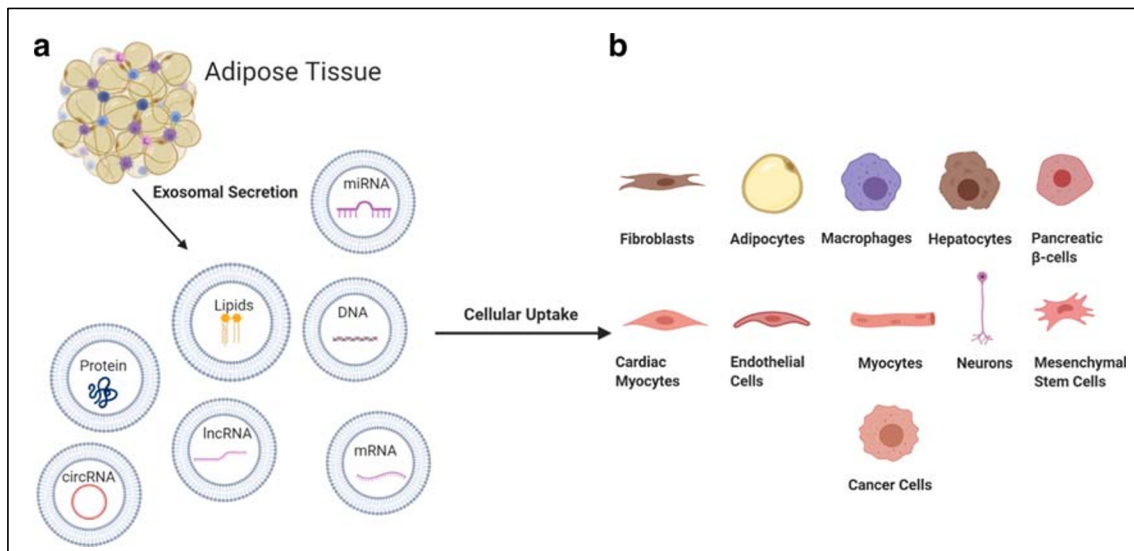 a
Adipose Tissue
Exosomal Secretion
miRNA
Lipids
DNA
Protein
lncRNA
mRNA
circRNA
Cellular Uptake
b
Fibroblasts
Adipocytes
Macrophages
Hepatocytes
Pancreatic
β-cells
Cardiac
Myocytes
Endothelial
Cells
Myocytes
Neurons
Mesenchymal
Stem Cells
Cancer Cells